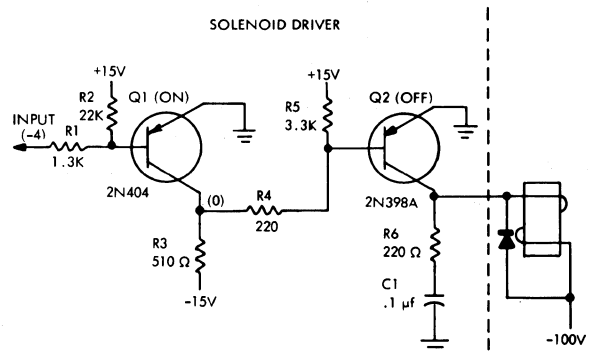 SOLENOID DRIVER
+15V
R2
22K
Q1 (ON)
INPUT
(-4)
R1
1.3K
2N404
(0)
R3
510 Ω
-15V
R4
220
+15V
R5
3.3K
Q2 (OFF)
2N398A
R6
220 Ω
C1
.1 μf
-100V